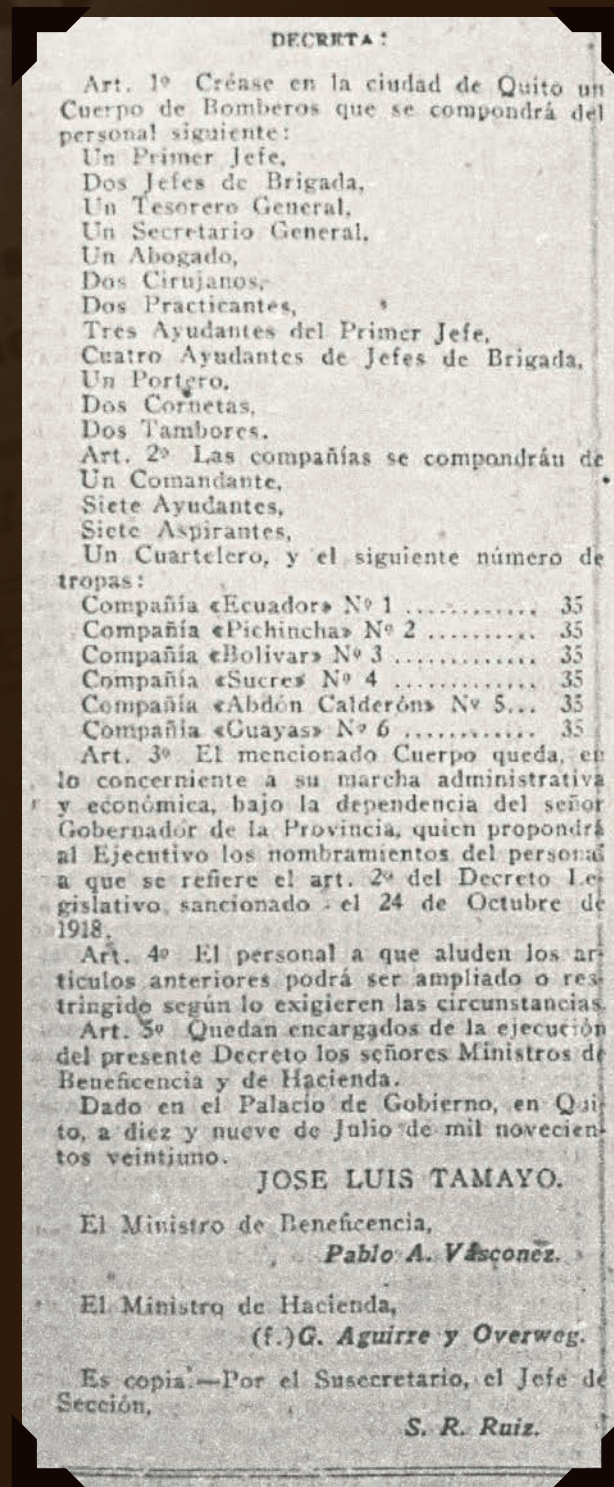 DECRETA:
Art. 1º Créase en la ciudad de Quito un
Cuerpo de Bomberos que se compondrá del
personal siguiente:
Un Primer Jefe,
Dos Jefes de Brigada,
Un Tesorero General,
Un Secretario General,
Un Abogado,
Dos Cirujanos,
Dos Practicantes,
Tres Ayudantes del Primer Jefe,
Cuatro Ayudantes de Jefes de Brigada,
Un Portero,
Dos Cornetas,
Dos Tambores.
Art. 2º Las compañías se compondrán de
Un Comandante,
Siete Ayudantes,
Siete Aspirantes,
Un Cuartelero, y el siguiente número de
tropas:
Compañía «Ecuador» Nº 1 ............ 35
Compañía «Pichincha» Nº 2 .......... 35
Compañía «Bolívar» Nº 3 ............. 35
Compañía «Sucre» Nº 4 ............. 35
Compañía «Abdón Calderón» Nº 5... 35
Compañía «Guayas» Nº 6 ............ 35
Art. 3º El mencionado Cuerpo queda, en
lo concerniente a su marcha administrativa
y económica, bajo la dependencia del señor
Gobernador de la Provincia, quien propondrá
al Ejecutivo los nombramientos del personal
a que se refiere el art. 2º del Decreto Le-
gislativo sancionado el 24 de Octubre de
1918.
Art. 4º El personal a que aluden los ar-
tículos anteriores podrá ser ampliado o res-
tringido según lo exigieren las circunstancias.
Art. 5º Quedan encargados de la ejecución
del presente Decreto los señores Ministros de
Beneficencia y de Hacienda.
Dado en el Palacio de Gobierno, en Qui-
to, a diez y nueve de Julio de mil novecien-
tos veintiuno.
JOSE LUIS TAMAYO.
El Ministro de Beneficencia,
Pablo A. Vásconez.
El Ministro de Hacienda,
(f.) G. Aguirre y Overweg.
Es copia.—Por el Susecretario, el Jefe de
Sección,
S. R. Ruiz.